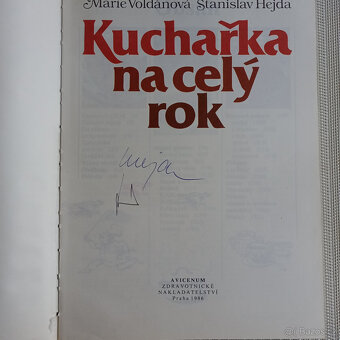 Marie Voldánová Stanislav Hejda
Kuchařka
na celý
rok
AVICENUM
ZDRAVOTNICKÉ
NAKLADATELSTVÍ
Praha 1986